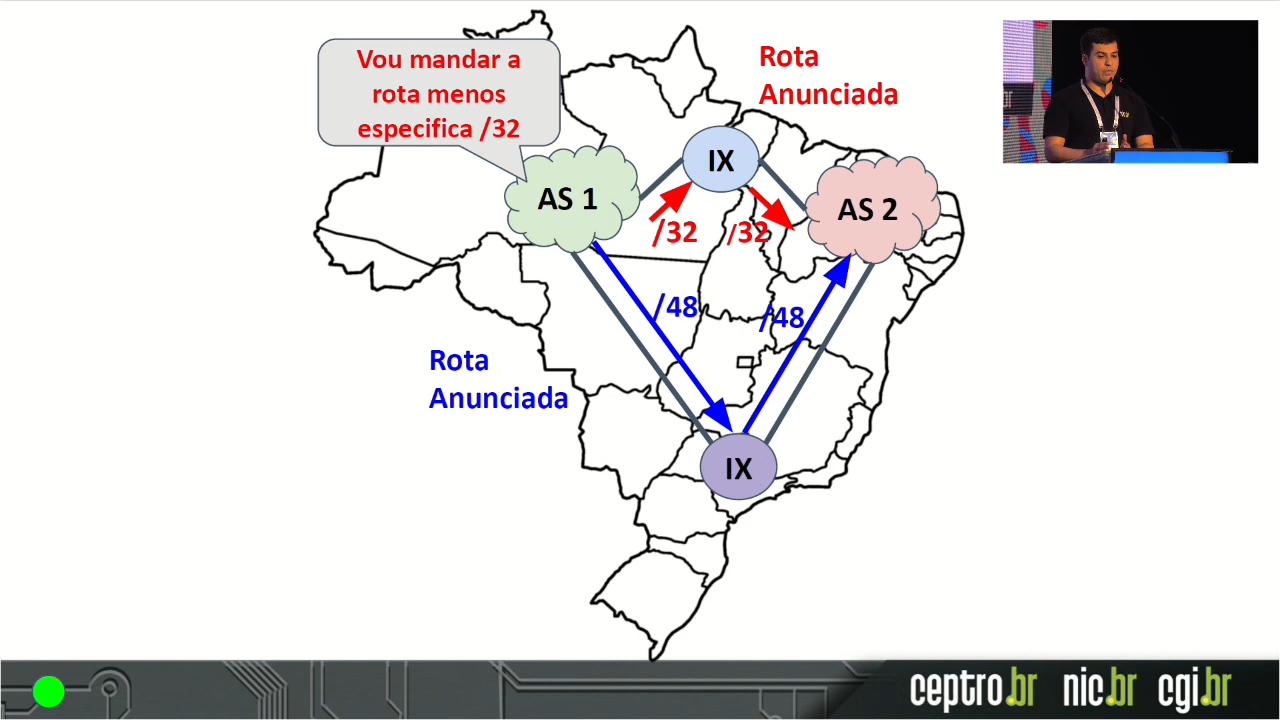 Vou mandar a
rota menos
especifica /32
Rota
Anunciada
IX
AS 1
AS 2
/32
/32
/48
/48
Rota
Anunciada
IX
ceptro.br nic.br cgi.br